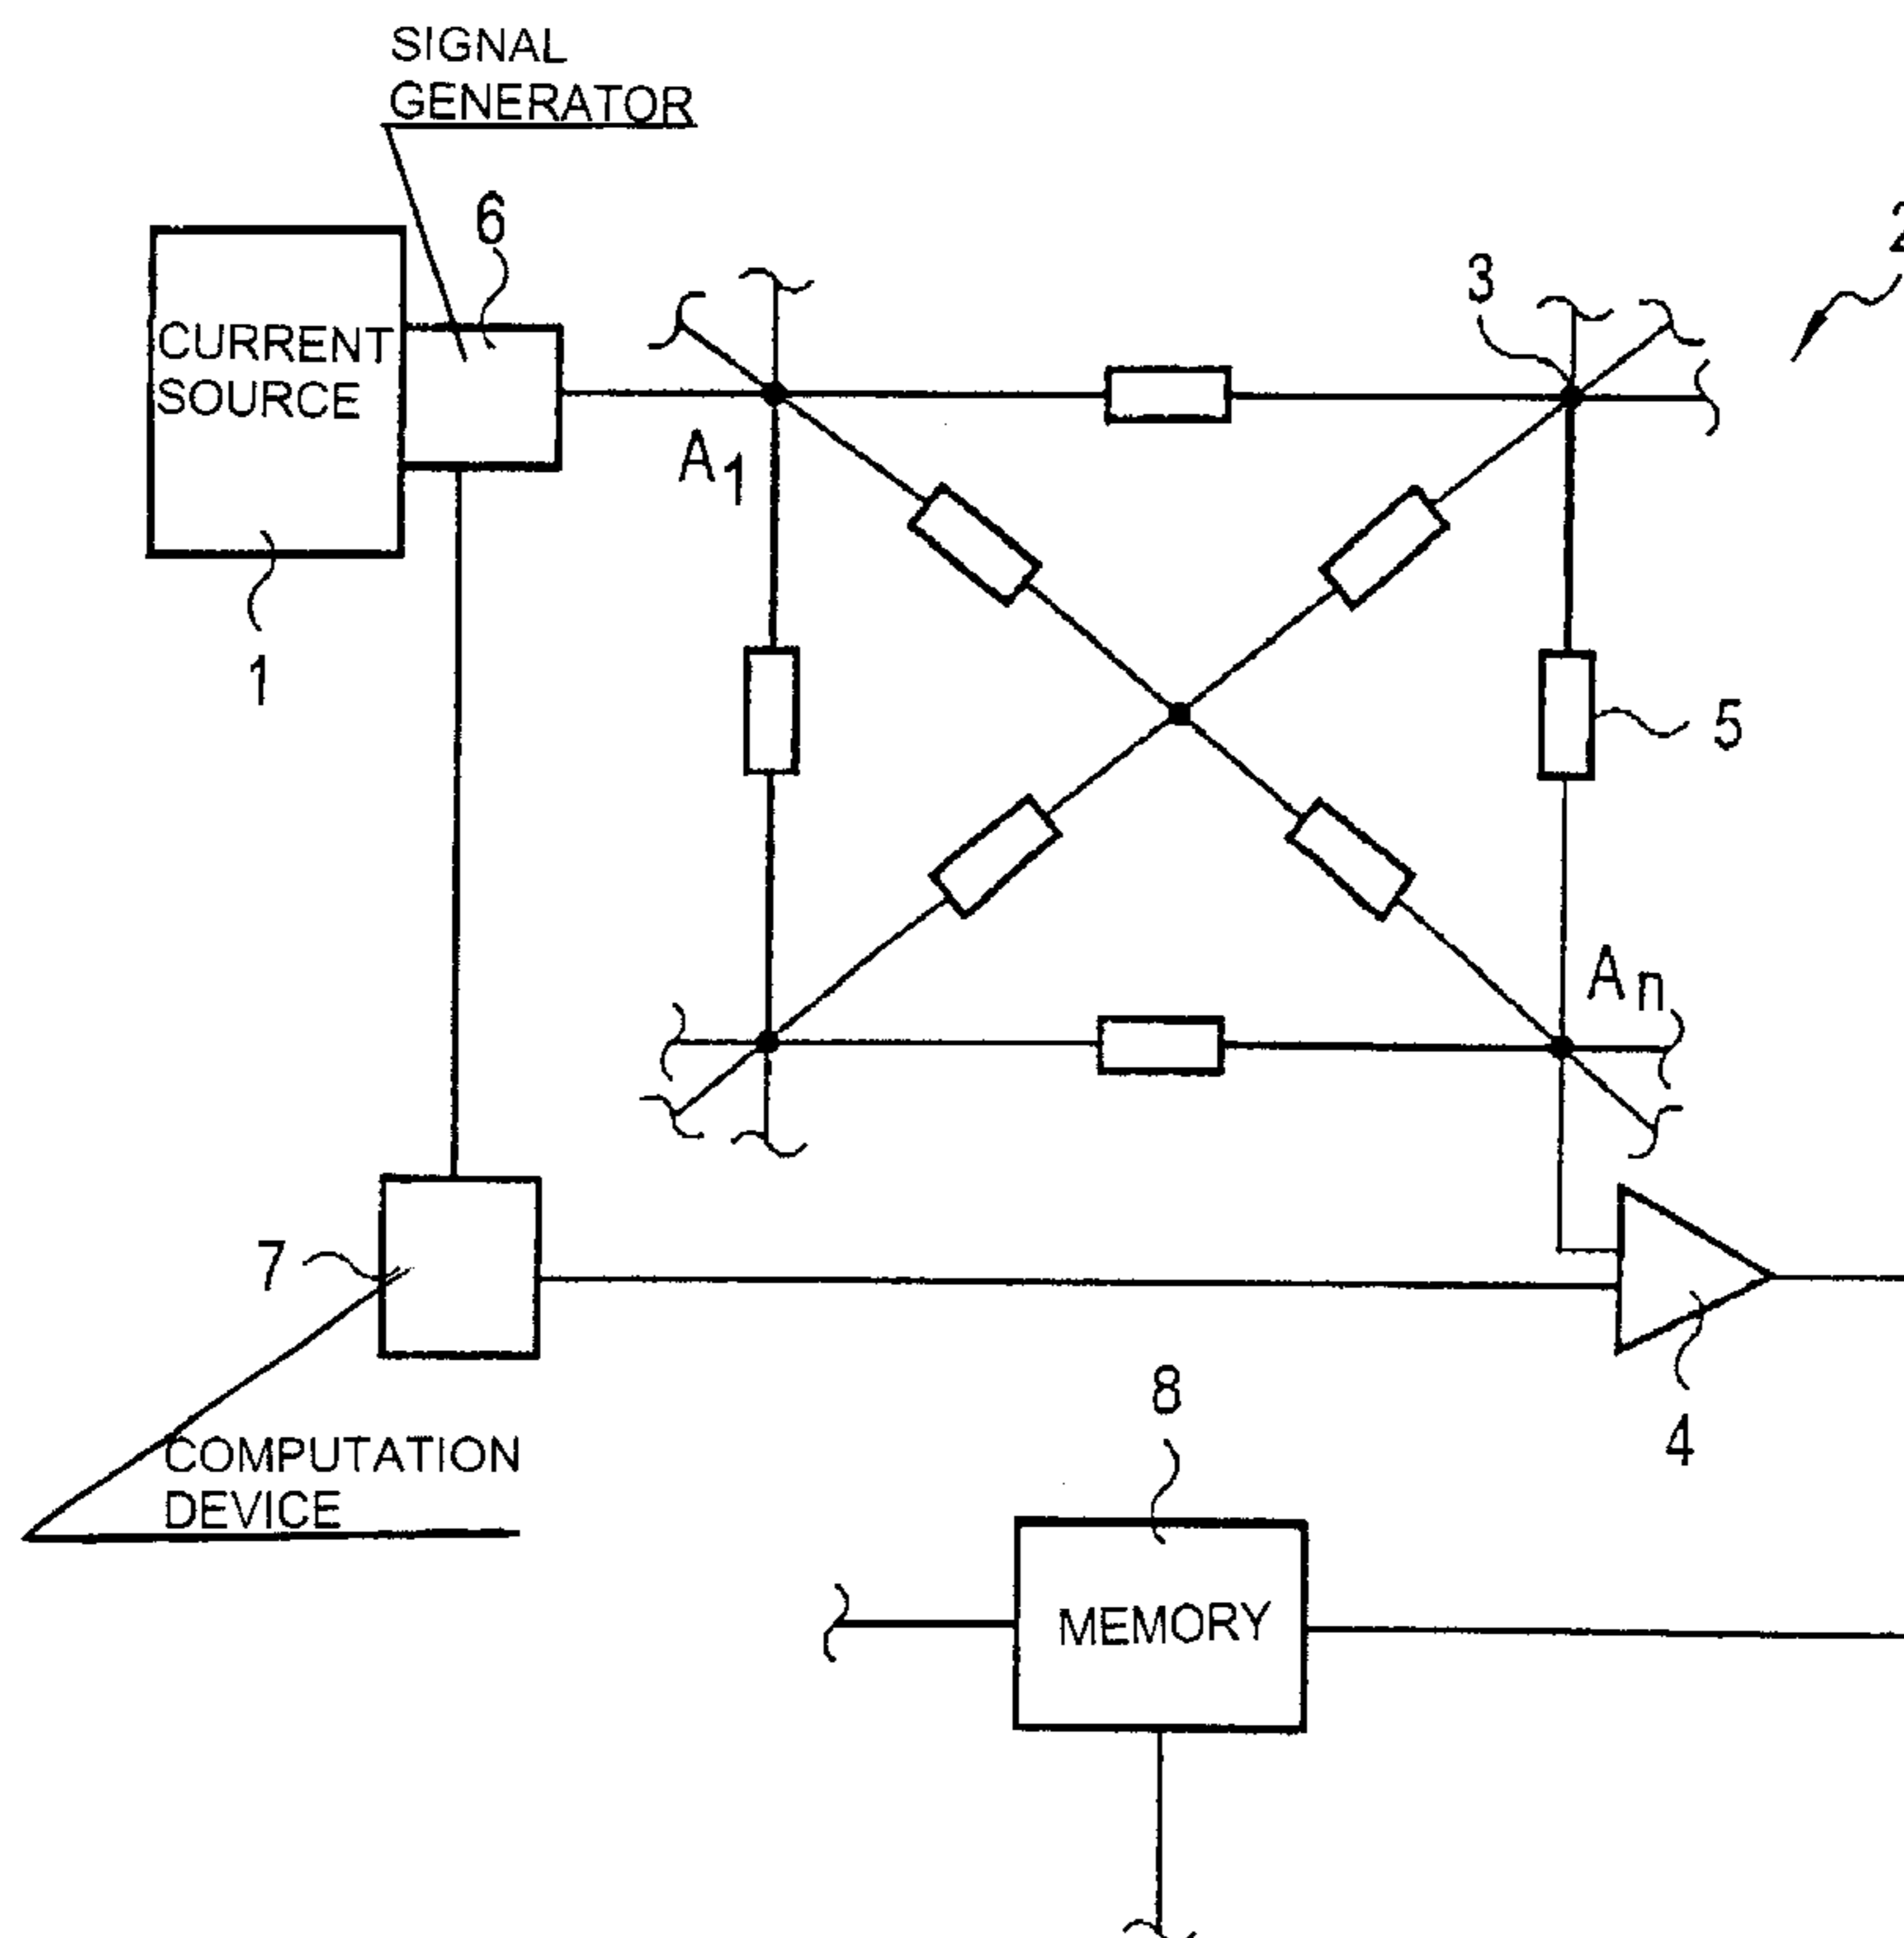 SIGNAL
GENERATOR
6
2
3
CURRENT
SOURCE
A1
1
5
An
7
8
4
COMPUTATION
DEVICE
MEMORY